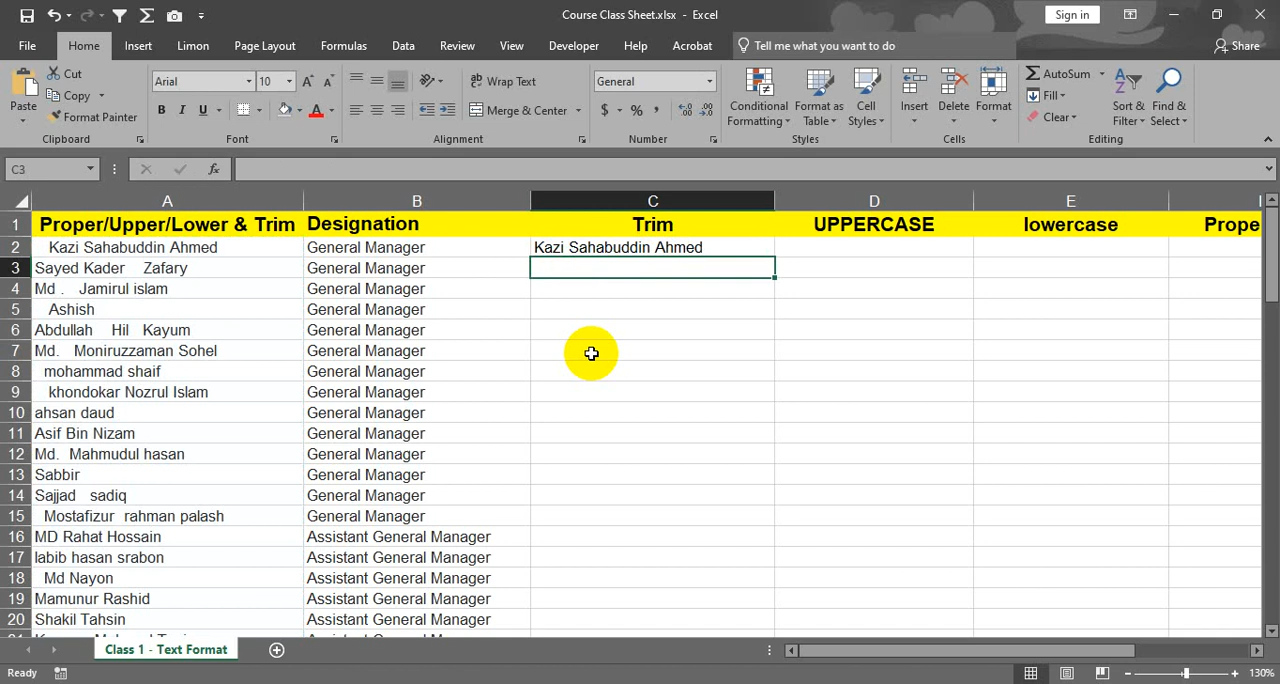 Course Class Sheet.xlsx - Excel
Sign in
File Home Insert Limon Page Layout Formulas Data Review View Developer Help Acrobat Tell me what you want to do Share
Paste Cut Copy Format Painter Clipboard
Arial 10 B I U A Font
Wrap Text Merge & Center Alignment
General $ % , Number
Conditional Formatting Format as Table Cell Styles Styles
Insert Delete Format Cells
AutoSum Fill Clear Sort & Filter Find & Select Editing
C3 fx
A B C D E
1 Proper/Upper/Lower & Trim Designation Trim UPPERCASE lowercase Prope
2 Kazi Sahabuddin Ahmed General Manager Kazi Sahabuddin Ahmed
3 Sayed Kader Zafary General Manager
4 Md . Jamirul islam General Manager
5 Ashish General Manager
6 Abdullah Hil Kayum General Manager
7 Md. Moniruzzaman Sohel General Manager
8 mohammad shaif General Manager
9 khondokar Nozrul Islam General Manager
10 ahsan daud General Manager
11 Asif Bin Nizam General Manager
12 Md. Mahmudul hasan General Manager
13 Sabbir General Manager
14 Sajjad sadiq General Manager
15 Mostafizur rahman palash General Manager
16 MD Rahat Hossain Assistant General Manager
17 labib hasan srabon Assistant General Manager
18 Md Nayon Assistant General Manager
19 Mamunur Rashid Assistant General Manager
20 Shakil Tahsin Assistant General Manager
Class 1 - Text Format
Ready 130%